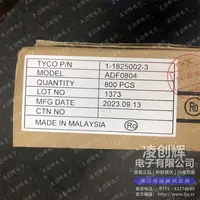 TYCO P/N 1-1825002-3
MODEL ADF0804
QUANTITY 800 PCS
LOT NO 1373
MFG DATE 2023.09.13
CTN NO
MADE IN MALAYSIA
Ro
凌创辉
电子有限公司